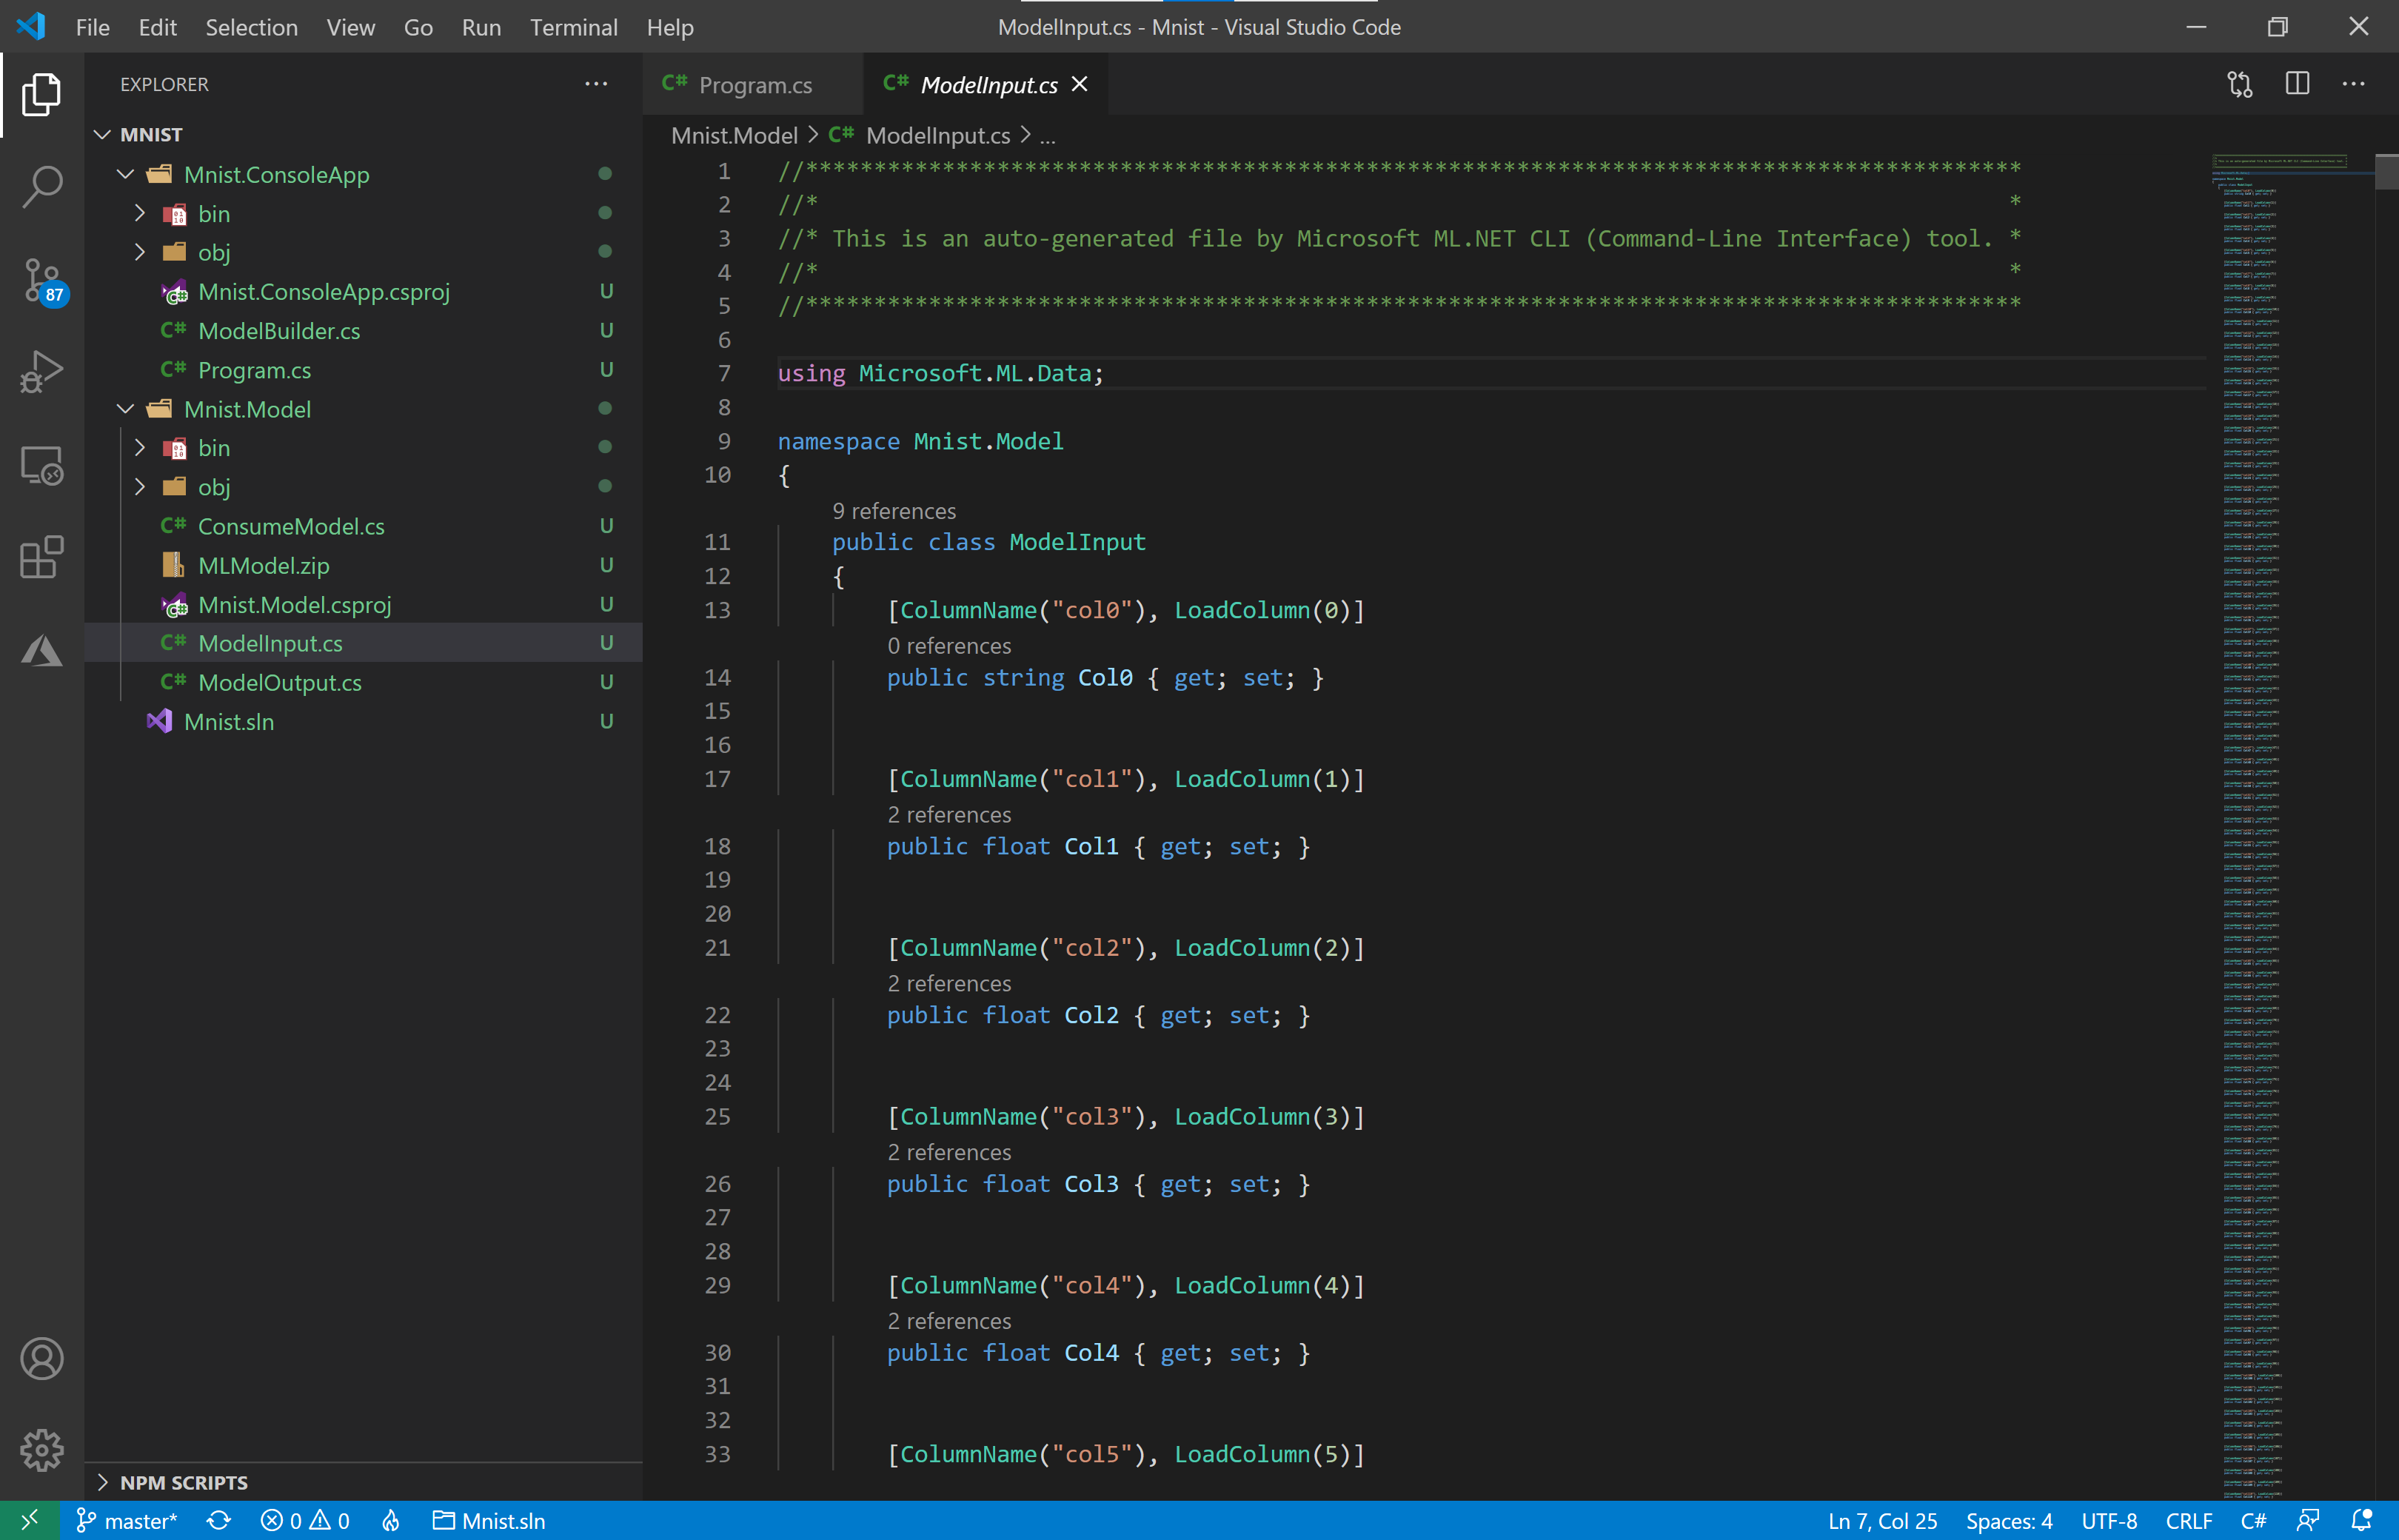 File Edit Selection View Go Run Terminal Help
ModelInput.cs - Mnist - Visual Studio Code
EXPLORER
MNIST
Mnist.ConsoleApp
bin
obj
Mnist.ConsoleApp.csproj U
ModelBuilder.cs U
Program.cs U
Mnist.Model
bin
obj
ConsumeModel.cs U
MLModel.zip U
Mnist.Model.csproj U
ModelInput.cs U
ModelOutput.cs U
Mnist.sln U
NPM SCRIPTS
87
C# Program.cs C# ModelInput.cs
Mnist.Model > C# ModelInput.cs > ...
1 //*****************************************************************************************
2 //* *
3 //* This is an auto-generated file by Microsoft ML.NET CLI (Command-Line Interface) tool. *
4 //* *
5 //*****************************************************************************************
6
7 using Microsoft.ML.Data;
8
9 namespace Mnist.Model
10 {
9 references
11 public class ModelInput
12 {
13 [ColumnName("col0"), LoadColumn(0)]
0 references
14 public string Col0 { get; set; }
15
16
17 [ColumnName("col1"), LoadColumn(1)]
2 references
18 public float Col1 { get; set; }
19
20
21 [ColumnName("col2"), LoadColumn(2)]
2 references
22 public float Col2 { get; set; }
23
24
25 [ColumnName("col3"), LoadColumn(3)]
2 references
26 public float Col3 { get; set; }
27
28
29 [ColumnName("col4"), LoadColumn(4)]
2 references
30 public float Col4 { get; set; }
31
32
33 [ColumnName("col5"), LoadColumn(5)]
master* 0 0 Mnist.sln Ln 7, Col 25 Spaces: 4 UTF-8 CRLF C#